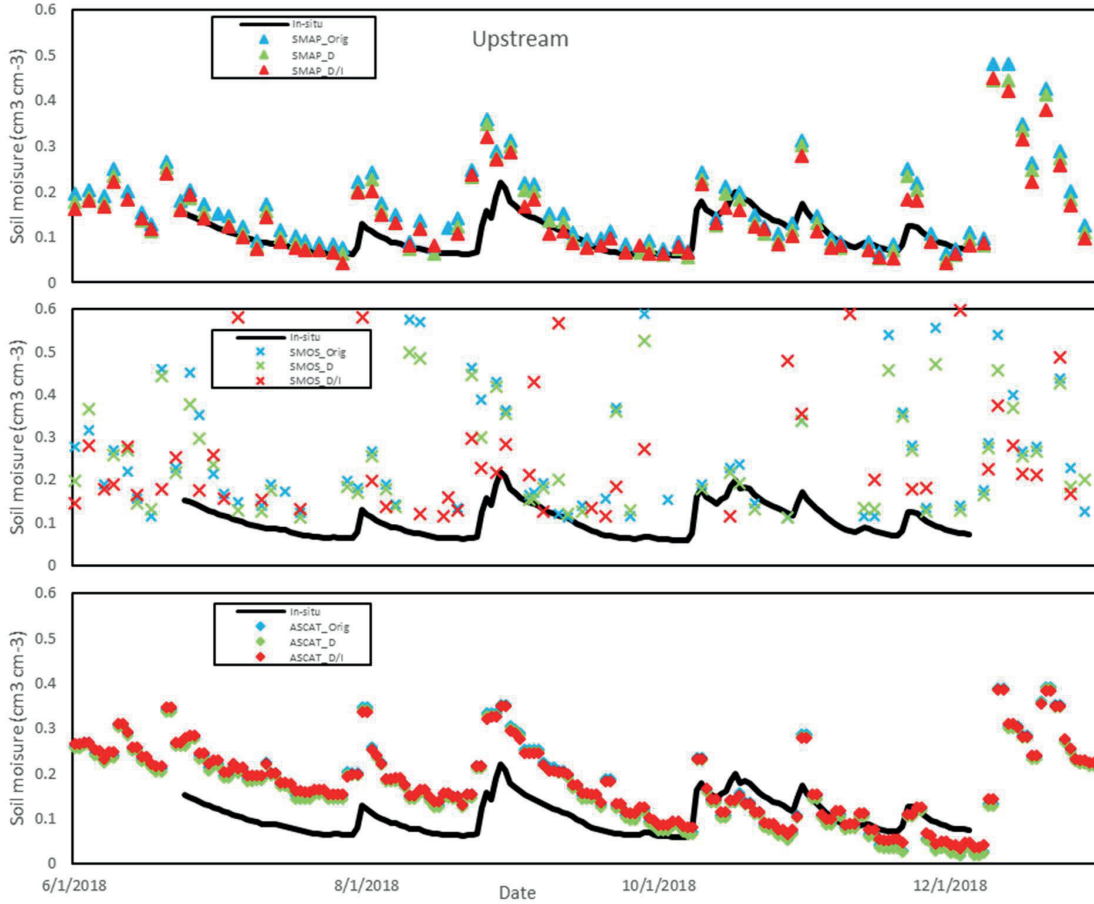 0.6
0.5
0.4
0.3
0.2
0.1
0
Soil moisure (cm3 cm-3)
Upstream
In-situ
SMAP_Orig
SMAP_D
SMAP_D/I
0.6
0.5
0.4
0.3
0.2
0.1
0
Soil moisure (cm3 cm-3)
In-situ
SMOS_Orig
SMOS_D
SMOS_D/I
0.6
0.5
0.4
0.3
0.2
0.1
0
Soil moisure (cm3 cm-3)
In-situ
ASCAT_Orig
ASCAT_D
ASCAT_D/I
6/1/2018 8/1/2018 10/1/2018 12/1/2018
Date